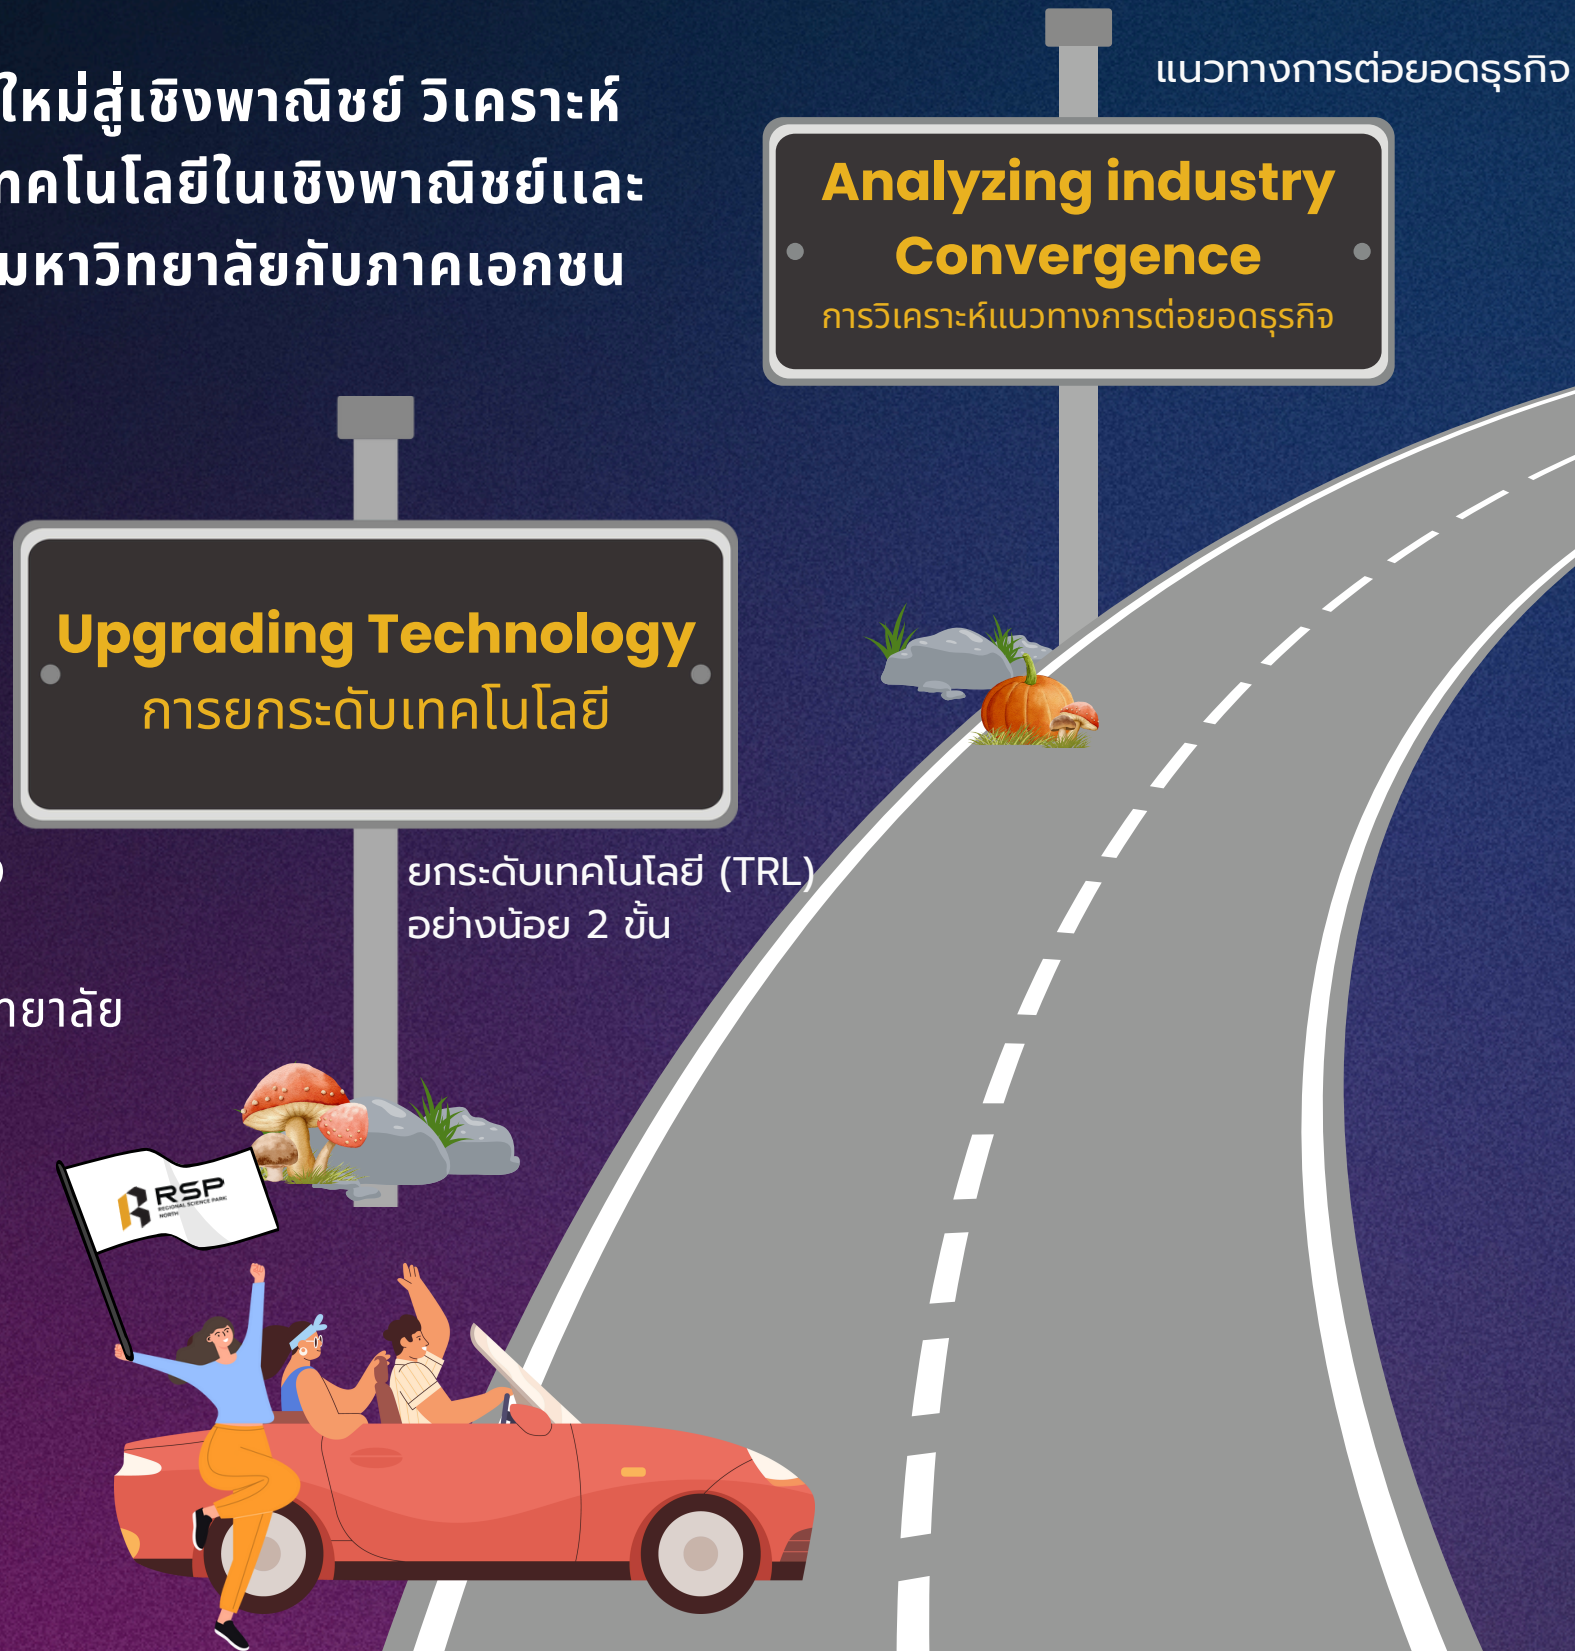 ใหม่สู่เชิงพาณิชย์ วิเคราะห์
ทคโนโลยีในเชิงพาณิชย์และ
มหาวิทยาลัยกับภาคเอกชน
แนวทางการต่อยอดธุรกิจ
Analyzing industry
Convergence
การวิเคราะห์แนวทางการต่อยอดธุรกิจ
Upgrading Technology
การยกระดับเทคโนโลยี
ยกระดับเทคโนโลยี (TRL)
อย่างน้อย 2 ขั้น
ทยาลัย
RSP
REGIONAL SCIENCE PARK
NORTH